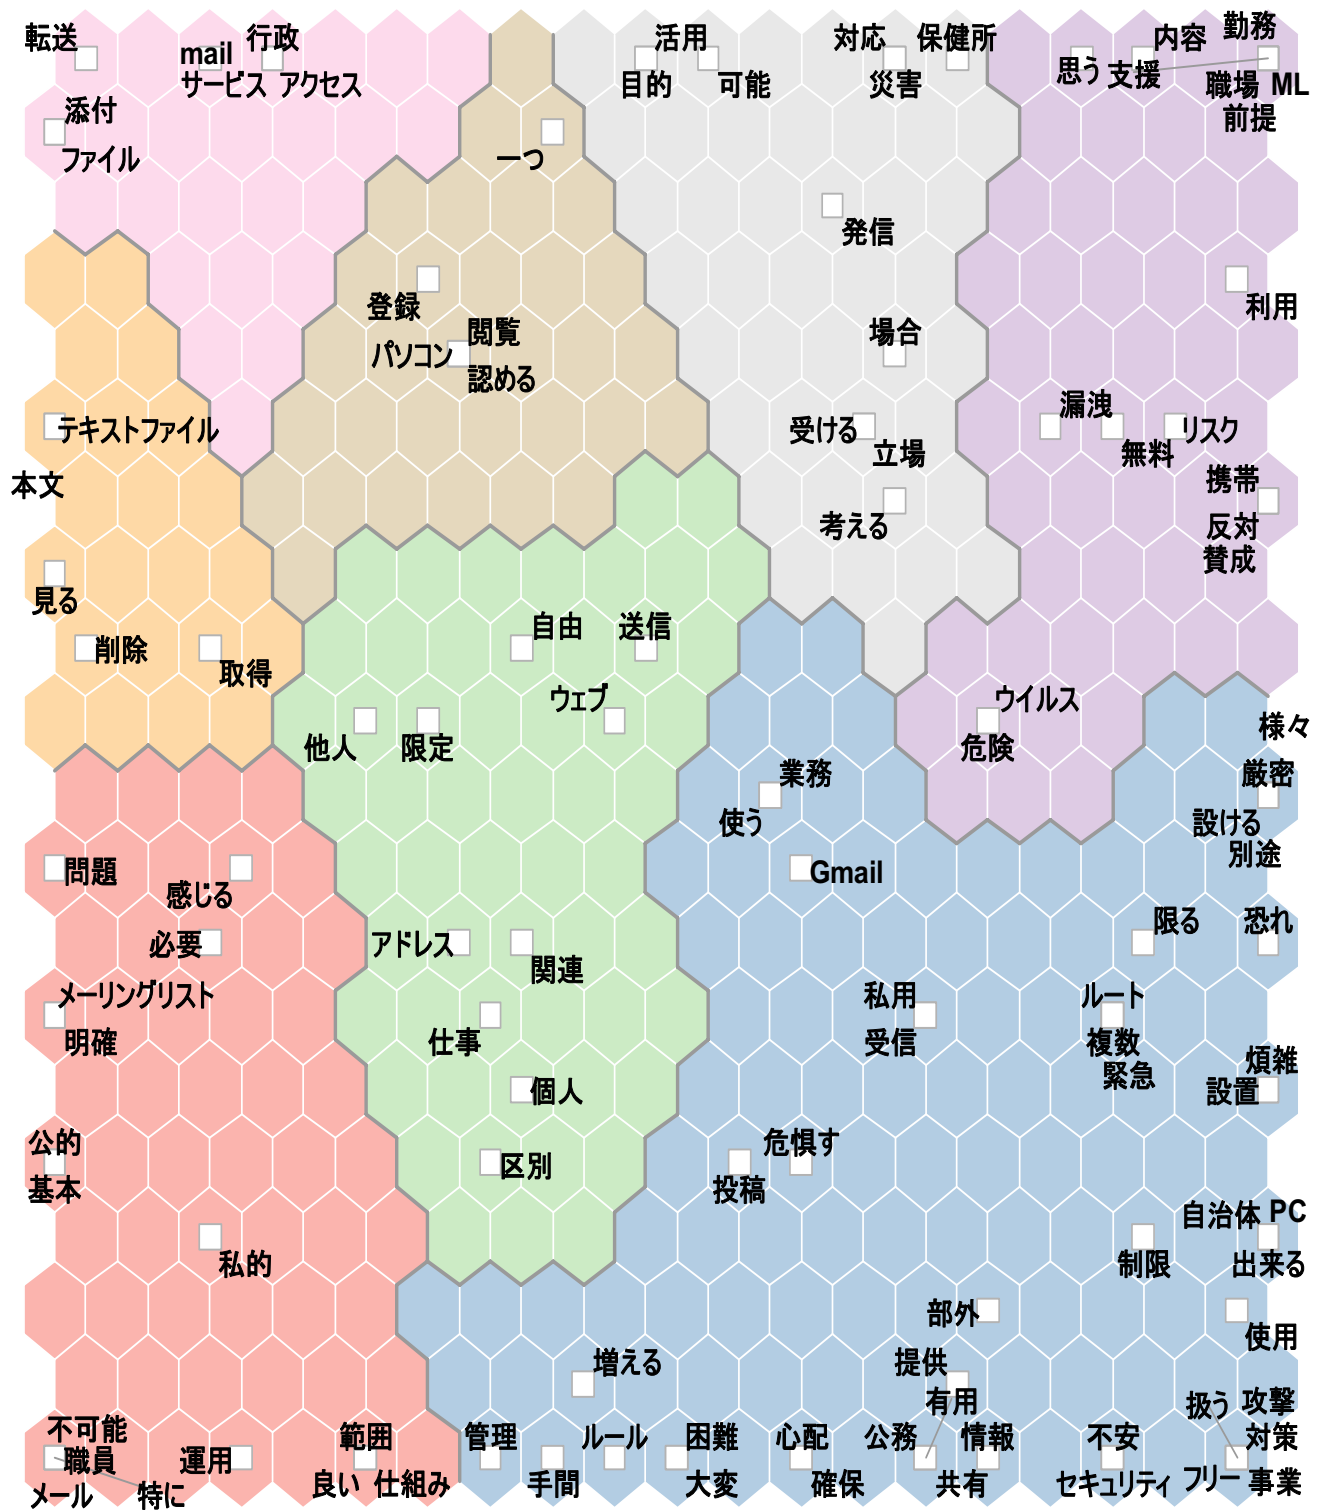 転送
mail
行政
サービス アクセス
添付
ファイル
一つ
活用
目的
可能
対応
保健所
災害
内容
勤務
思う 支援
職場 ML
前提
発信
登録
閲覧
パソコン
認める
場合
利用
テキストファイル
本文
受ける
立場
考える
漏洩
無料
リスク
携帯
反対
賛成
見る
削除
取得
自由
送信
ウェブ
他人
限定
ウイルス
危険
様々
業務
使う
厳密
設ける
別途
問題
感じる
必要
Gmail
限る
恐れ
アドレス
関連
メーリングリスト
明確
仕事
個人
私用
受信
ルート
複数
緊急
煩雑
設置
公的
基本
区別
危惧す
投稿
私的
自治体 PC
制限
出来る
部外
使用
増える
提供
有用
扱う
攻撃
不可能
職員
メール
特に
運用
範囲
良い 仕組み
管理
手間
ルール
困難
大変
心配
確保
公務
共有
情報
不安
セキュリティ
フリー
対策
事業